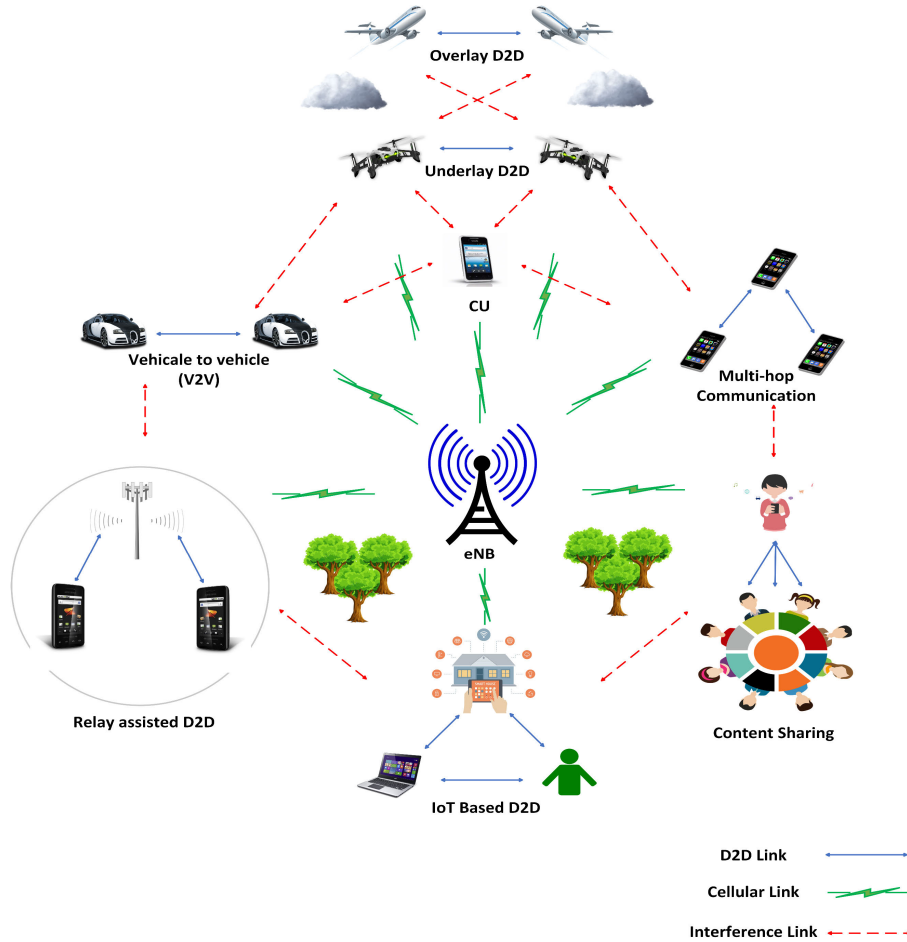 Overlay D2D
Underlay D2D
CU
Vehicale to vehicle
(V2V)
Multi-hop
Communication
eNB
Relay assisted D2D
Content Sharing
IoT Based D2D
D2D Link
Cellular Link
Interference Link